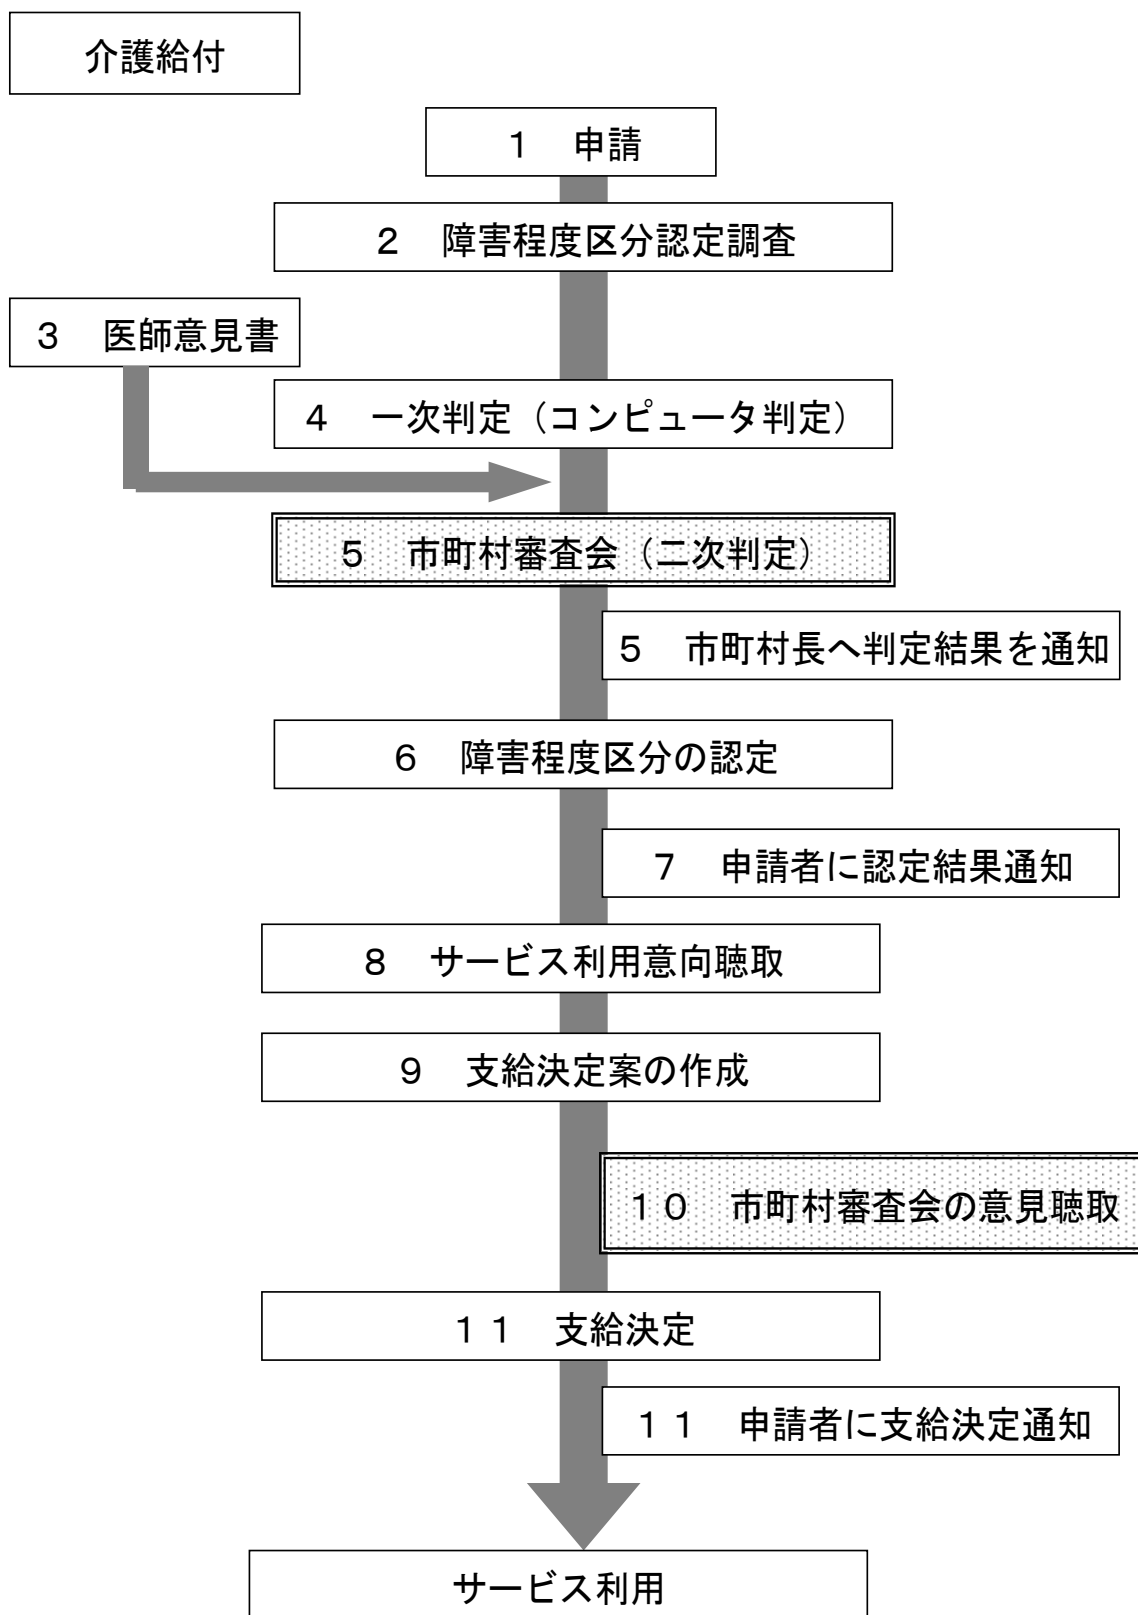 介護給付
１　申請
２　障害程度区分認定調査
３　医師意見書
４　一次判定（コンピュータ判定）
５　市町村審査会（二次判定）
５　市町村長へ判定結果を通知
６　障害程度区分の認定
７　申請者に認定結果通知
８　サービス利用意向聴取
９　支給決定案の作成
１０　市町村審査会の意見聴取
１１　支給決定
１１　申請者に支給決定通知
サービス利用